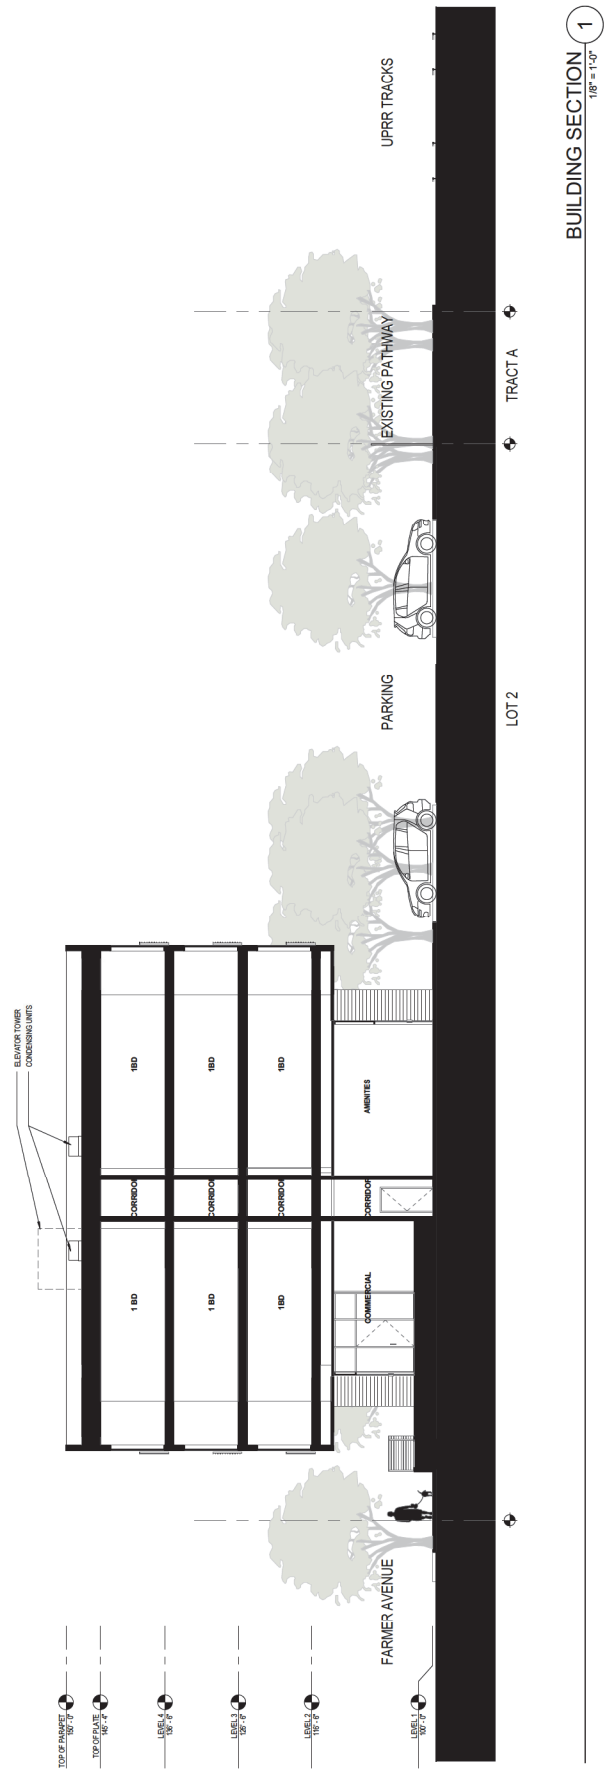 ELEVATOR TOWER
CONDENSING UNITS
TOP OF PARAPET
150' - 0"
TOP OF PLATE
145' - 4"
1 BD
CORRIDOR
1BD
LEVEL 4
136' - 6"
1 BD
CORRIDOR
1BD
LEVEL 3
126' - 6"
1BD
CORRIDOR
1BD
LEVEL 2
116' - 6"
COMMERCIAL
CORRIDOR
AMENITIES
FARMER AVENUE
PARKING
EXISTING PATHWAY
UPRR TRACKS
LEVEL 1
100' - 0"
LOT 2
TRACT A
BUILDING SECTION
1
1/8" = 1'-0"